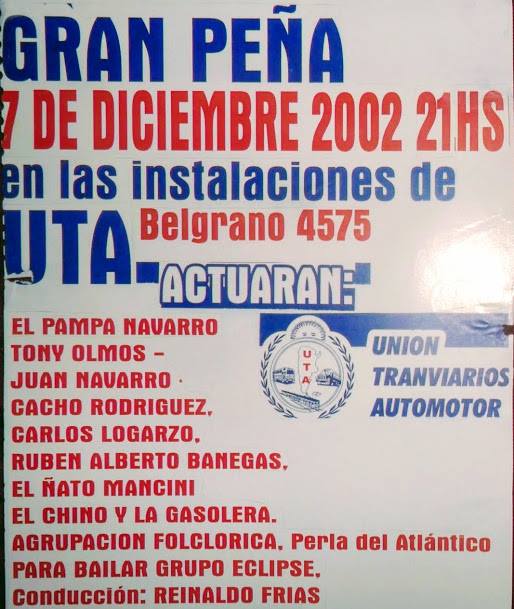 GRAN PEÑA
7 DE DICIEMBRE 2002 21HS
en las instalaciones de
UTA Belgrano 4575
ACTUARAN:
EL PAMPA NAVARRO
TONY OLMOS –
JUAN NAVARRO
CACHO RODRIGUEZ,
CARLOS LOGARZO,
RUBEN ALBERTO BANEGAS,
EL ÑATO MANCINI
EL CHINO Y LA GASOLERA.
AGRUPACION FOLCLORICA, Perla del Atlántico
PARA BAILAR GRUPO ECLIPSE,
Conducción: REINALDO FRIAS
UTA
UNION
TRANVIARIOS
AUTOMOTOR